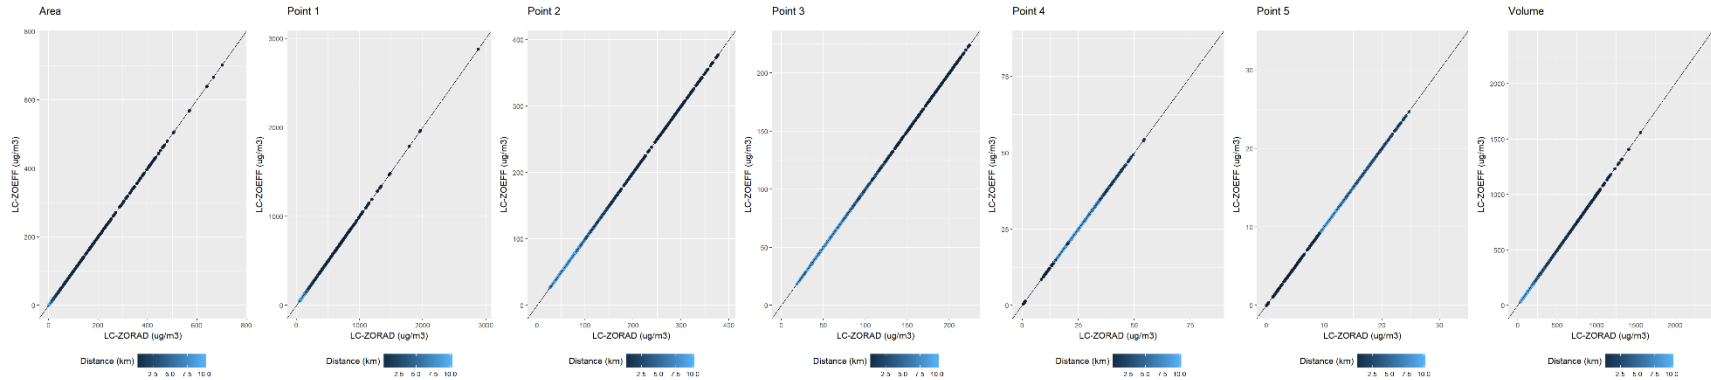 Area
LC-ZOEFF (ug/m3)
800
600
400
200
0
0 200 400 600 800
LC-ZORAD (ug/m3)
Distance (km)
2.5 5.0 7.5 10.0
Point 1
LC-ZOEFF (ug/m3)
3000
2000
1000
0
0 1000 2000 3000
LC-ZORAD (ug/m3)
Distance (km)
2.5 5.0 7.5 10.0
Point 2
LC-ZOEFF (ug/m3)
400
300
200
100
0
0 100 200 300 400
LC-ZORAD (ug/m3)
Distance (km)
2.5 5.0 7.5 10.0
Point 3
LC-ZOEFF (ug/m3)
200
150
100
50
0
0 50 100 150 200
LC-ZORAD (ug/m3)
Distance (km)
2.5 5.0 7.5 10.0
Point 4
LC-ZOEFF (ug/m3)
75
50
25
0
0 25 50 75
LC-ZORAD (ug/m3)
Distance (km)
2.5 5.0 7.5 10.0
Point 5
LC-ZOEFF (ug/m3)
30
20
10
0
0 10 20 30
LC-ZORAD (ug/m3)
Distance (km)
2.5 5.0 7.5 10.0
Volume
LC-ZOEFF (ug/m3)
2000
1500
1000
500
0
0 500 1000 1500 2000
LC-ZORAD (ug/m3)
Distance (km)
2.5 5.0 7.5 10.0